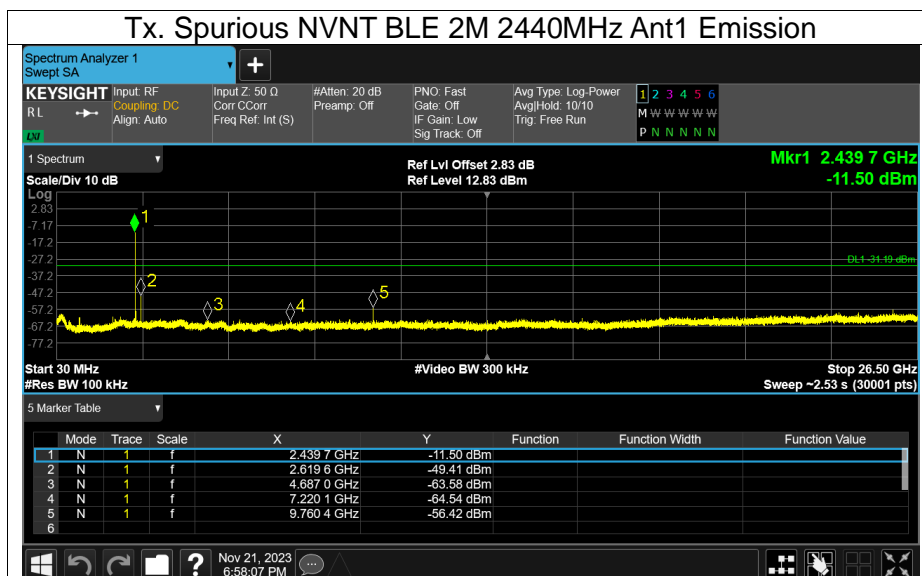 Tx. Spurious NVNT BLE 2M 2440MHz Ant1 Emission
Spectrum Analyzer 1
Swept SA
KEYSIGHT Input: RF Input Z: 50 Ω #Atten: 20 dB PNO: Fast Avg Type: Log-Power 1 2 3 4 5 6
R L Coupling: DC Corr CCorr Preamp: Off Gate: Off Avg|Hold: 10/10 M W W W W W
Align: Auto Freq Ref: Int (S) IF Gain: Low Trig: Free Run
LXI Sig Track: Off P N N N N N
1 Spectrum Ref Lvl Offset 2.83 dB Mkr1 2.439 7 GHz
Scale/Div 10 dB Ref Level 12.83 dBm -11.50 dBm
Log
2.83
-7.17 1
-17.2
-27.2 DL1 -31.19 dBm
-37.2 2
-47.2 5
-57.2 3 4
-67.2
-77.2
Start 30 MHz #Video BW 300 kHz Stop 26.50 GHz
#Res BW 100 kHz Sweep ~2.53 s (30001 pts)
5 Marker Table
Mode Trace Scale X Y Function Function Width Function Value
1 N 1 f 2.439 7 GHz -11.50 dBm
2 N 1 f 2.619 6 GHz -49.41 dBm
3 N 1 f 4.687 0 GHz -63.58 dBm
4 N 1 f 7.220 1 GHz -64.54 dBm
5 N 1 f 9.760 4 GHz -56.42 dBm
6
? Nov 21, 2023
6:58:07 PM